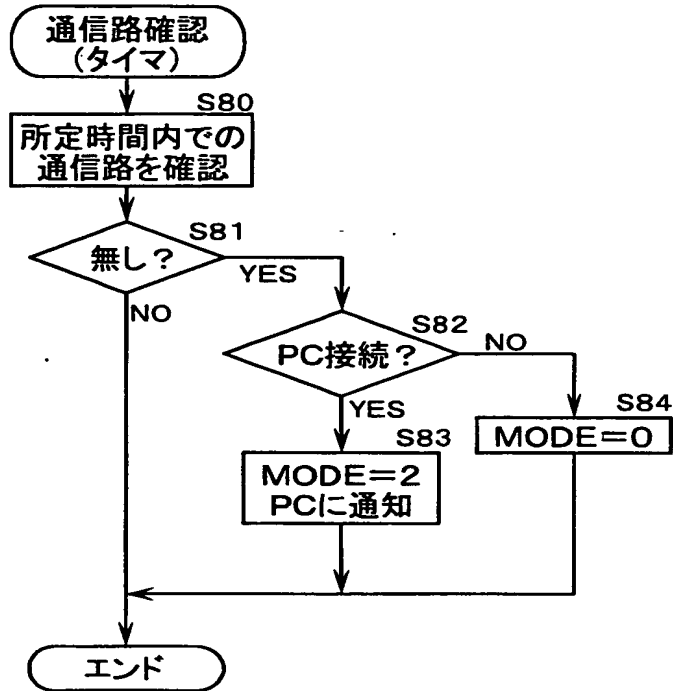 通信路確認
(タイマ)
S80
所定時間内での
通信路を確認
S81
無し?
YES
NO
S82
PC接続?
NO
YES
S84
MODE=0
S83
MODE=2
PCに通知
エンド